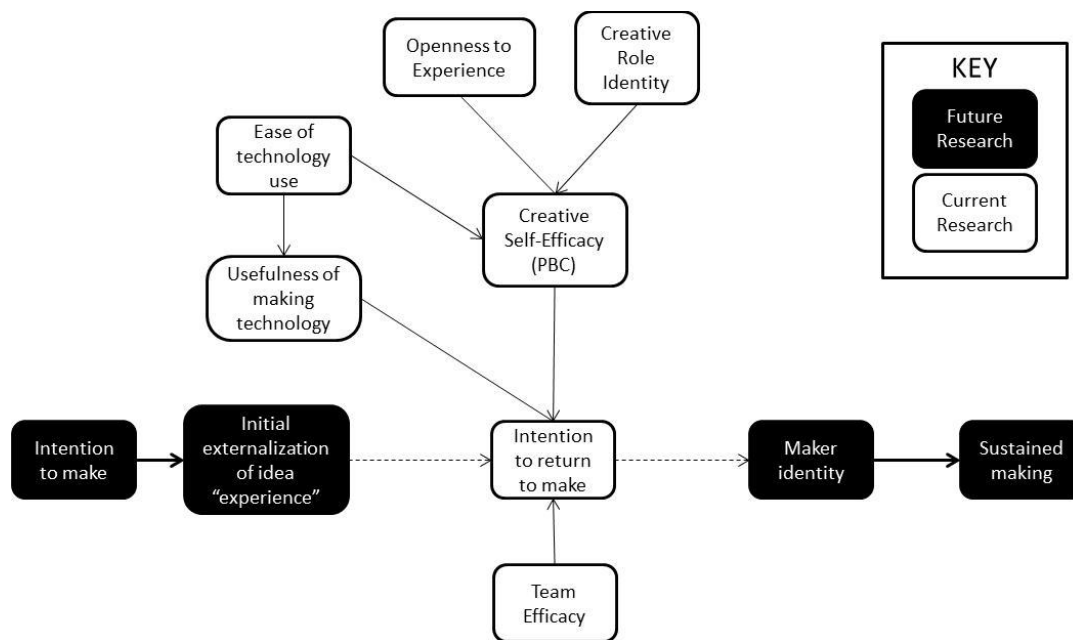 Openness to
Experience
Creative
Role
Identity
KEY
Future
Research
Current
Research
Ease of
technology
use
Creative
Self-Efficacy
(PBC)
Usefulness of
making
technology
Intention
to make
Initial
externalization
of idea
“experience”
Intention
to return
to make
Maker
identity
Sustained
making
Team
Efficacy